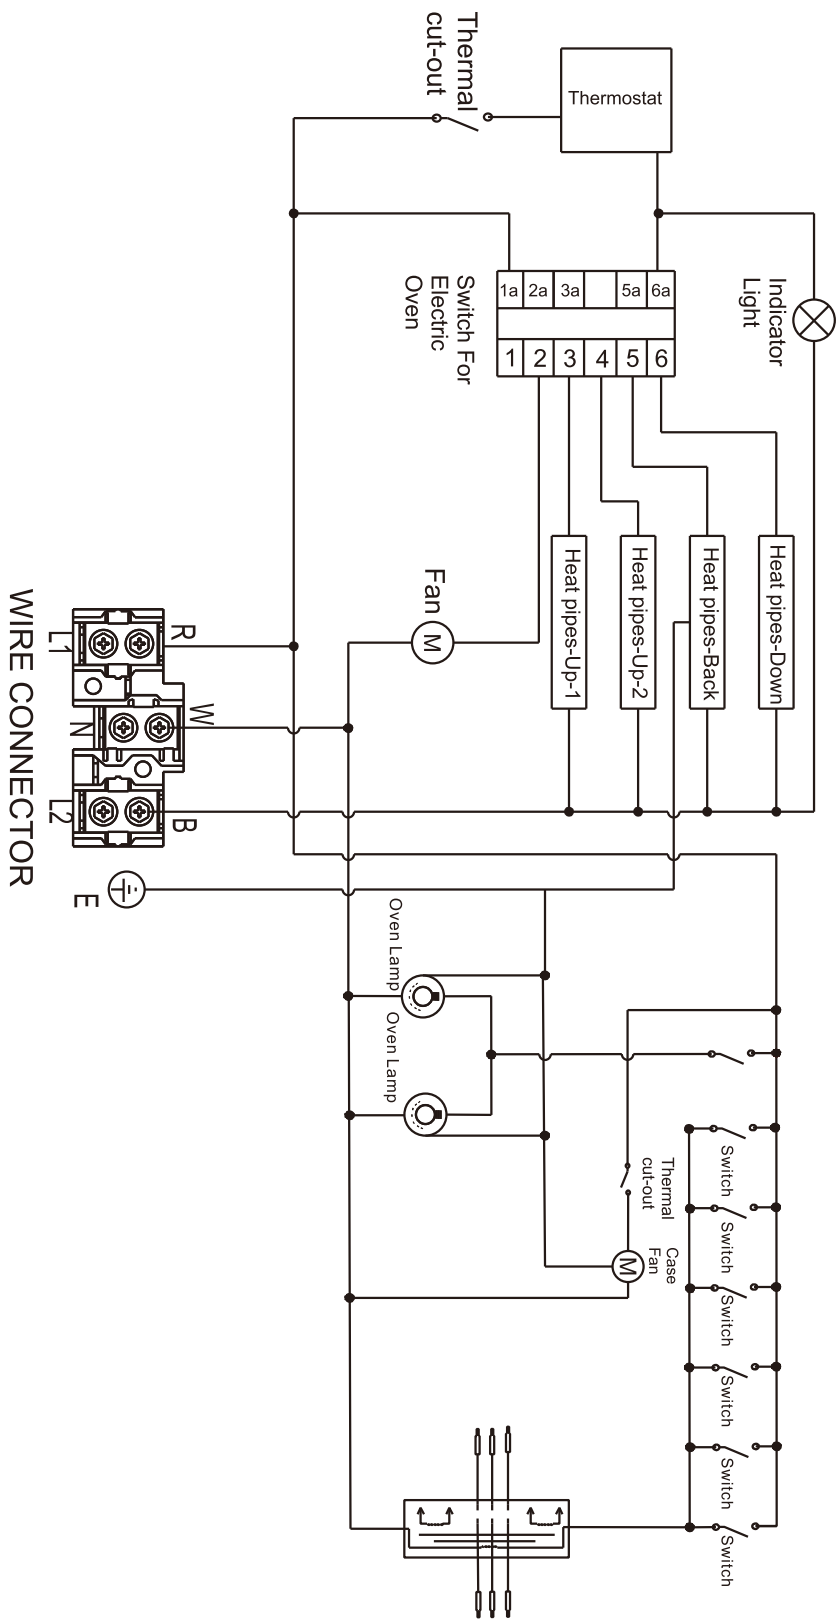 Thermal
cut-out
Thermostat
Indicator
Light
Switch For
Electric
Oven
1a 2a 3a 5a 6a
1 2 3 4 5 6
Heat pipes-Up-1
Heat pipes-Up-2
Heat pipes-Back
Heat pipes-Down
Fan
M
R
L1
W
N
B
L2
WIRE CONNECTOR
E
Oven Lamp
Oven Lamp
Thermal
cut-out
Case
Fan
M
Switch
Switch
Switch
Switch
Switch
Switch